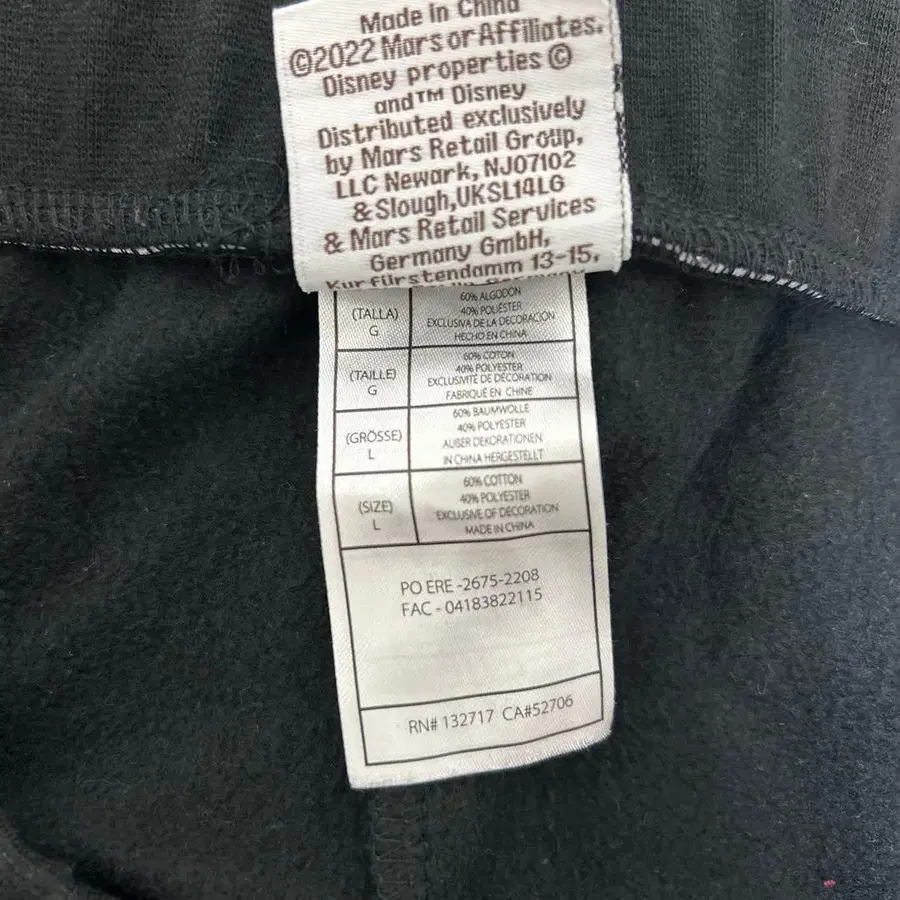 Made in China
©2022 Mars or Affiliates.
Disney properties ©
and™ Disney
Distributed exclusively
by Mars Retail Group,
LLC Newark, NJ07102
& Slough,UKSL14LG
& Mars Retail Services
Germany GmbH,
Kurfürstendamm 13-15,
(TALLA)
G
60% ALGODON
40% POLIÉSTER
EXCLUSIVA DE LA DECORACION
HECHO EN CHINA
(TAILLE)
G
60% COTON
40% POLYESTER
EXCLUSIVITÉ DE DÉCORATION
FABRIQUÉ EN CHINE
(GRÖSSE)
L
60% BAUMWOLLE
40% POLYESTER
AUßER DEKORATIONEN
IN CHINA HERGESTELLT
(SIZE)
L
60% COTTON
40% POLYESTER
EXCLUSIVE OF DECORATION
MADE IN CHINA
PO ERE -2675-2208
FAC - 04183822115
RN# 132717 CA#52706